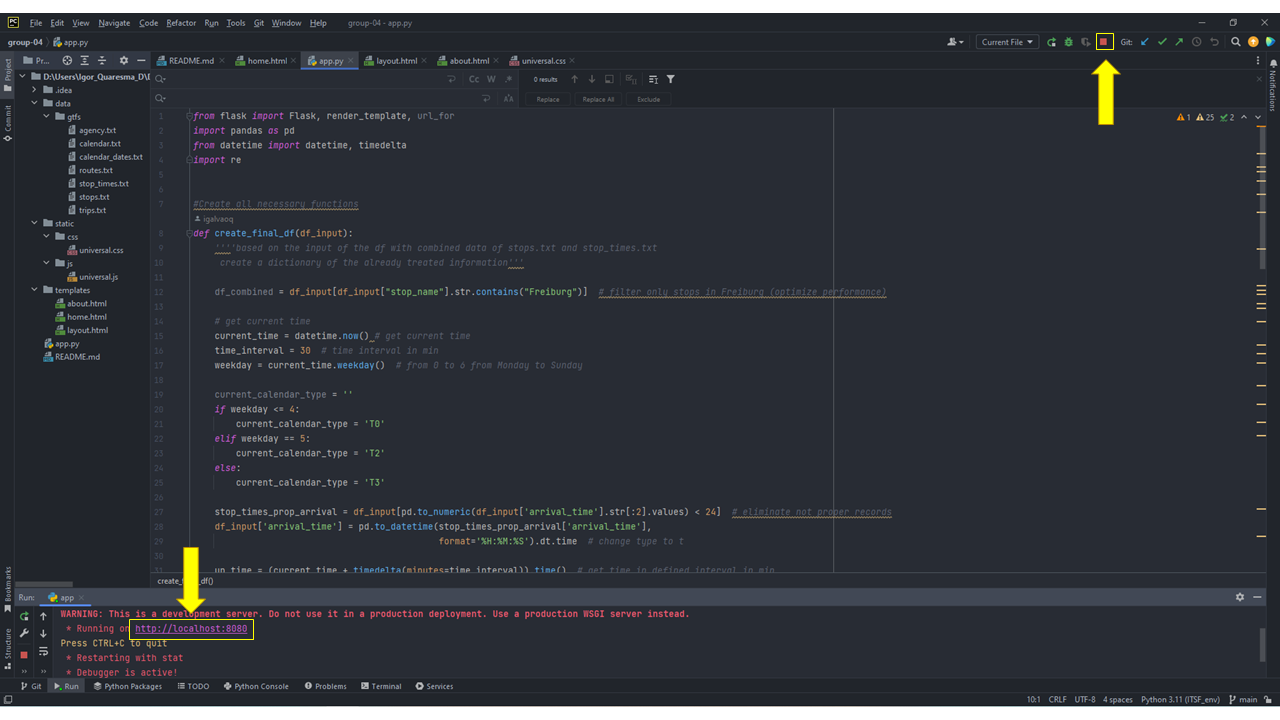 File Edit View Navigate Code Refactor Run Tools Git Window Help group-04 - app.py
group-04 app.py Current File Git:
Pr... README.md home.html app.py layout.html about.html universal.css
Project
Commit
Bookmarks
Structure
Notifications
D:\Users\Igor_Quaresma_D\D
.idea
data
gtfs
agency.txt
calendar.txt
calendar_dates.txt
routes.txt
stop_times.txt
stops.txt
trips.txt
static
css
universal.css
js
universal.js
templates
about.html
home.html
layout.html
app.py
README.md
Cc W .* 0 results
Replace Replace All Exclude
1 25 2
1 from flask import Flask, render_template, url_for
2 import pandas as pd
3 from datetime import datetime, timedelta
4 import re
5
6
7 #Create all necessary functions
igalvaoq
8 def create_final_df(df_input):
9 ''''based on the input of the df with combined data of stops.txt and stop_times.txt
10 create a dictionary of the already treated information'''
11
12 df_combined = df_input[df_input["stop_name"].str.contains("Freiburg")] # filter only stops in Freiburg (optimize performance)
13
14 # get current time
15 current_time = datetime.now() # get current time
16 time_interval = 30 # time interval in min
17 weekday = current_time.weekday() # from 0 to 6 from Monday to Sunday
18
19 current_calendar_type = ''
20 if weekday <= 4:
21 current_calendar_type = 'T0'
22 elif weekday == 5:
23 current_calendar_type = 'T2'
24 else:
25 current_calendar_type = 'T3'
26
27 stop_times_prop_arrival = df_input[pd.to_numeric(df_input['arrival_time'].str[:2].values) < 24] # eliminate not proper records
28 df_input['arrival_time'] = pd.to_datetime(stop_times_prop_arrival['arrival_time'],
29 format='%H:%M:%S').dt.time # change type to t
30
31 up_time = (current_time + timedelta(minutes=time_interval)).time() # get time in defined interval in min
Run: app
WARNING: This is a development server. Do not use it in a production deployment. Use a production WSGI server instead.
* Running on http://localhost:8080
Press CTRL+C to quit
* Restarting with stat
* Debugger is active!
Git Run Python Packages TODO Python Console Problems Terminal Services
10:1 CRLF UTF-8 4 spaces Python 3.11 (ITSF_env) main